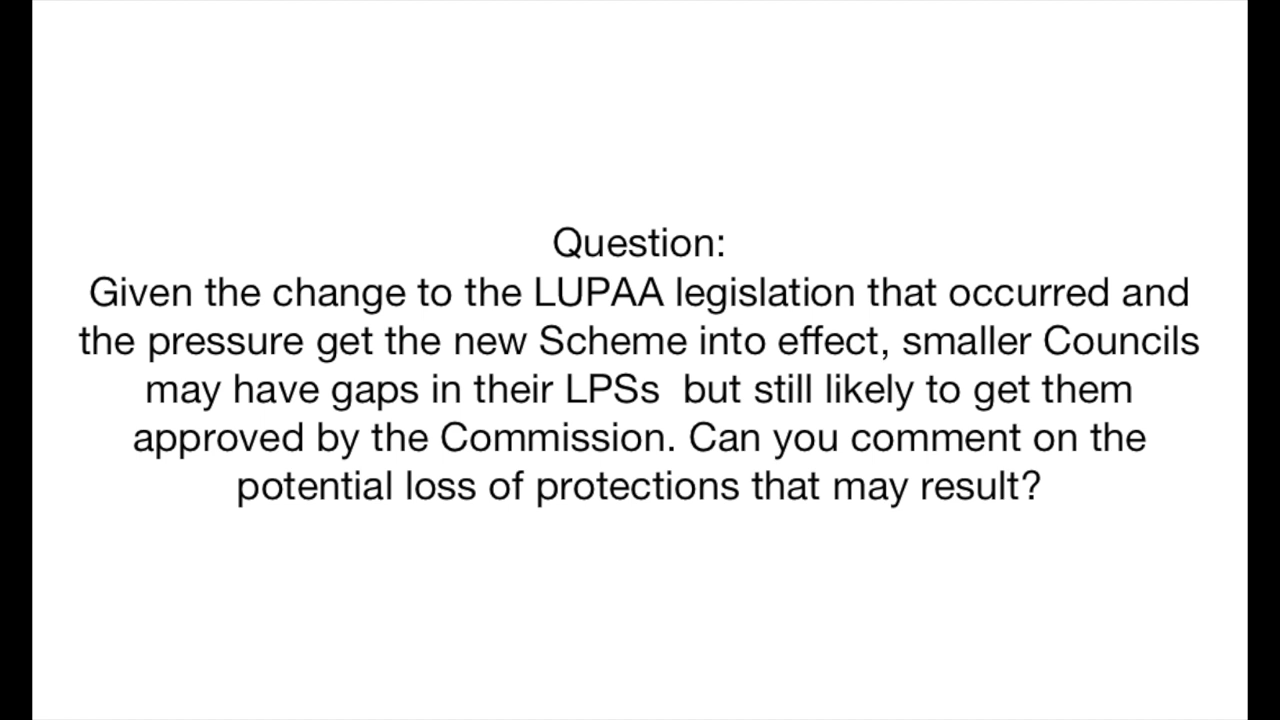 Question:
Given the change to the LUPAA legislation that occurred and
the pressure get the new Scheme into effect, smaller Councils
may have gaps in their LPSs  but still likely to get them
approved by the Commission. Can you comment on the
potential loss of protections that may result?